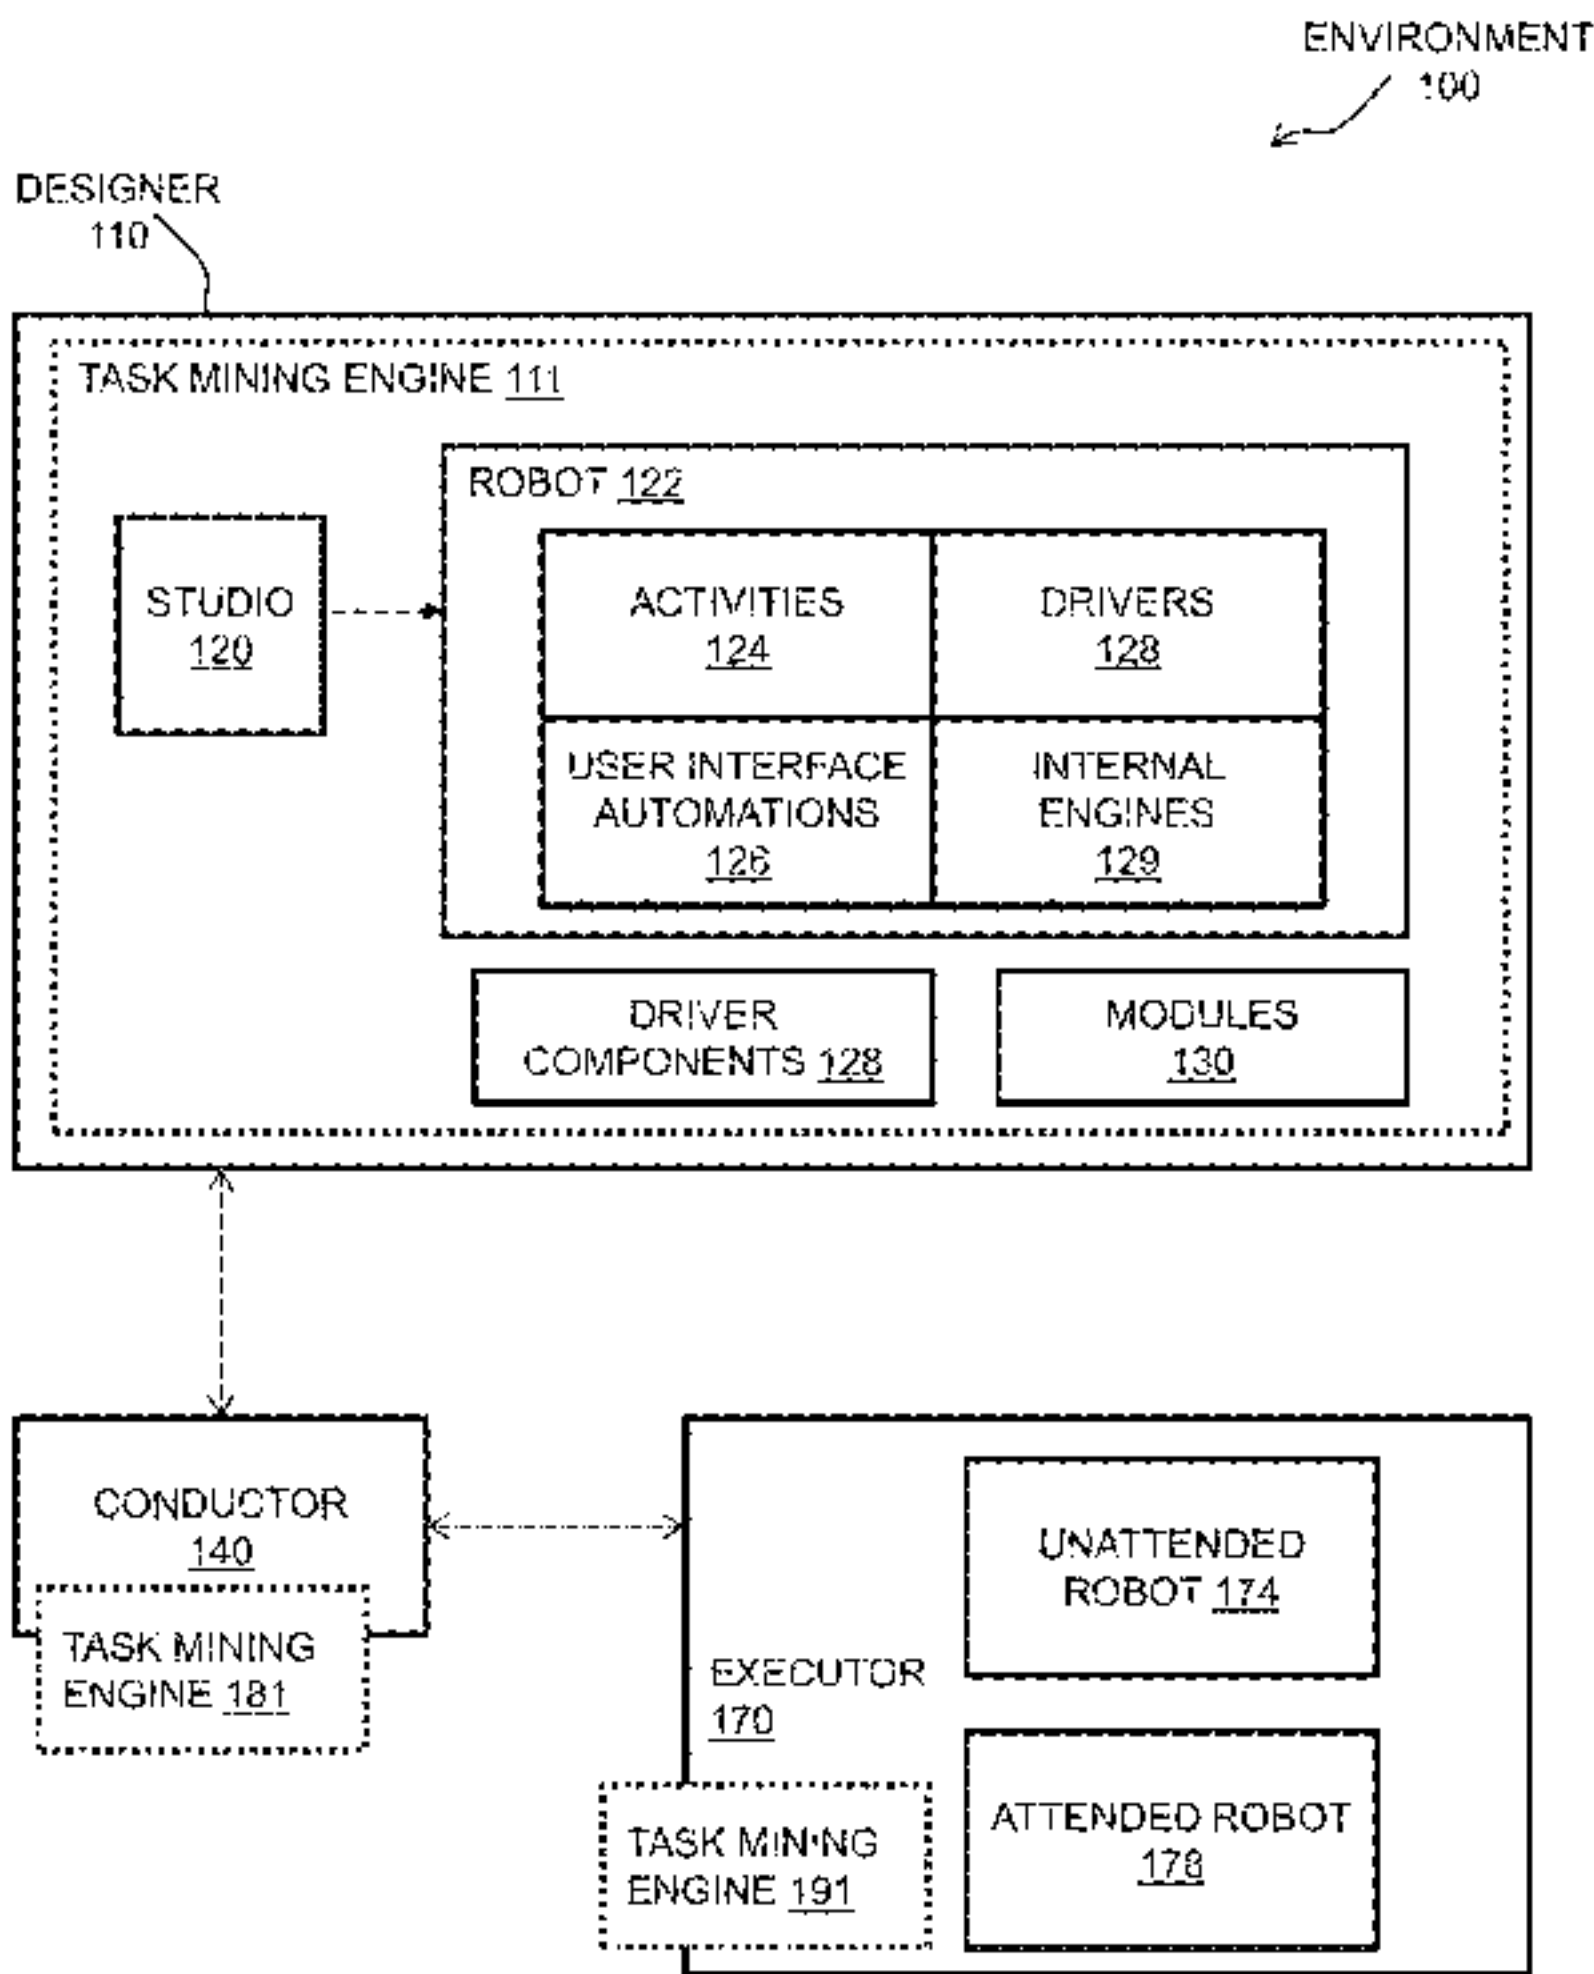 ENVIRONMENT
100
DESIGNER
110
TASK MINING ENGINE 111
ROBOT 122
STUDIO
120
ACTIVITIES
124
DRIVERS
128
USER INTERFACE
AUTOMATIONS
126
INTERNAL
ENGINES
129
DRIVER
COMPONENTS 128
MODULES
130
CONDUCTOR
140
TASK MINING
ENGINE 181
EXECUTOR
170
UNATTENDED
ROBOT 174
TASK MINING
ENGINE 191
ATTENDED ROBOT
178